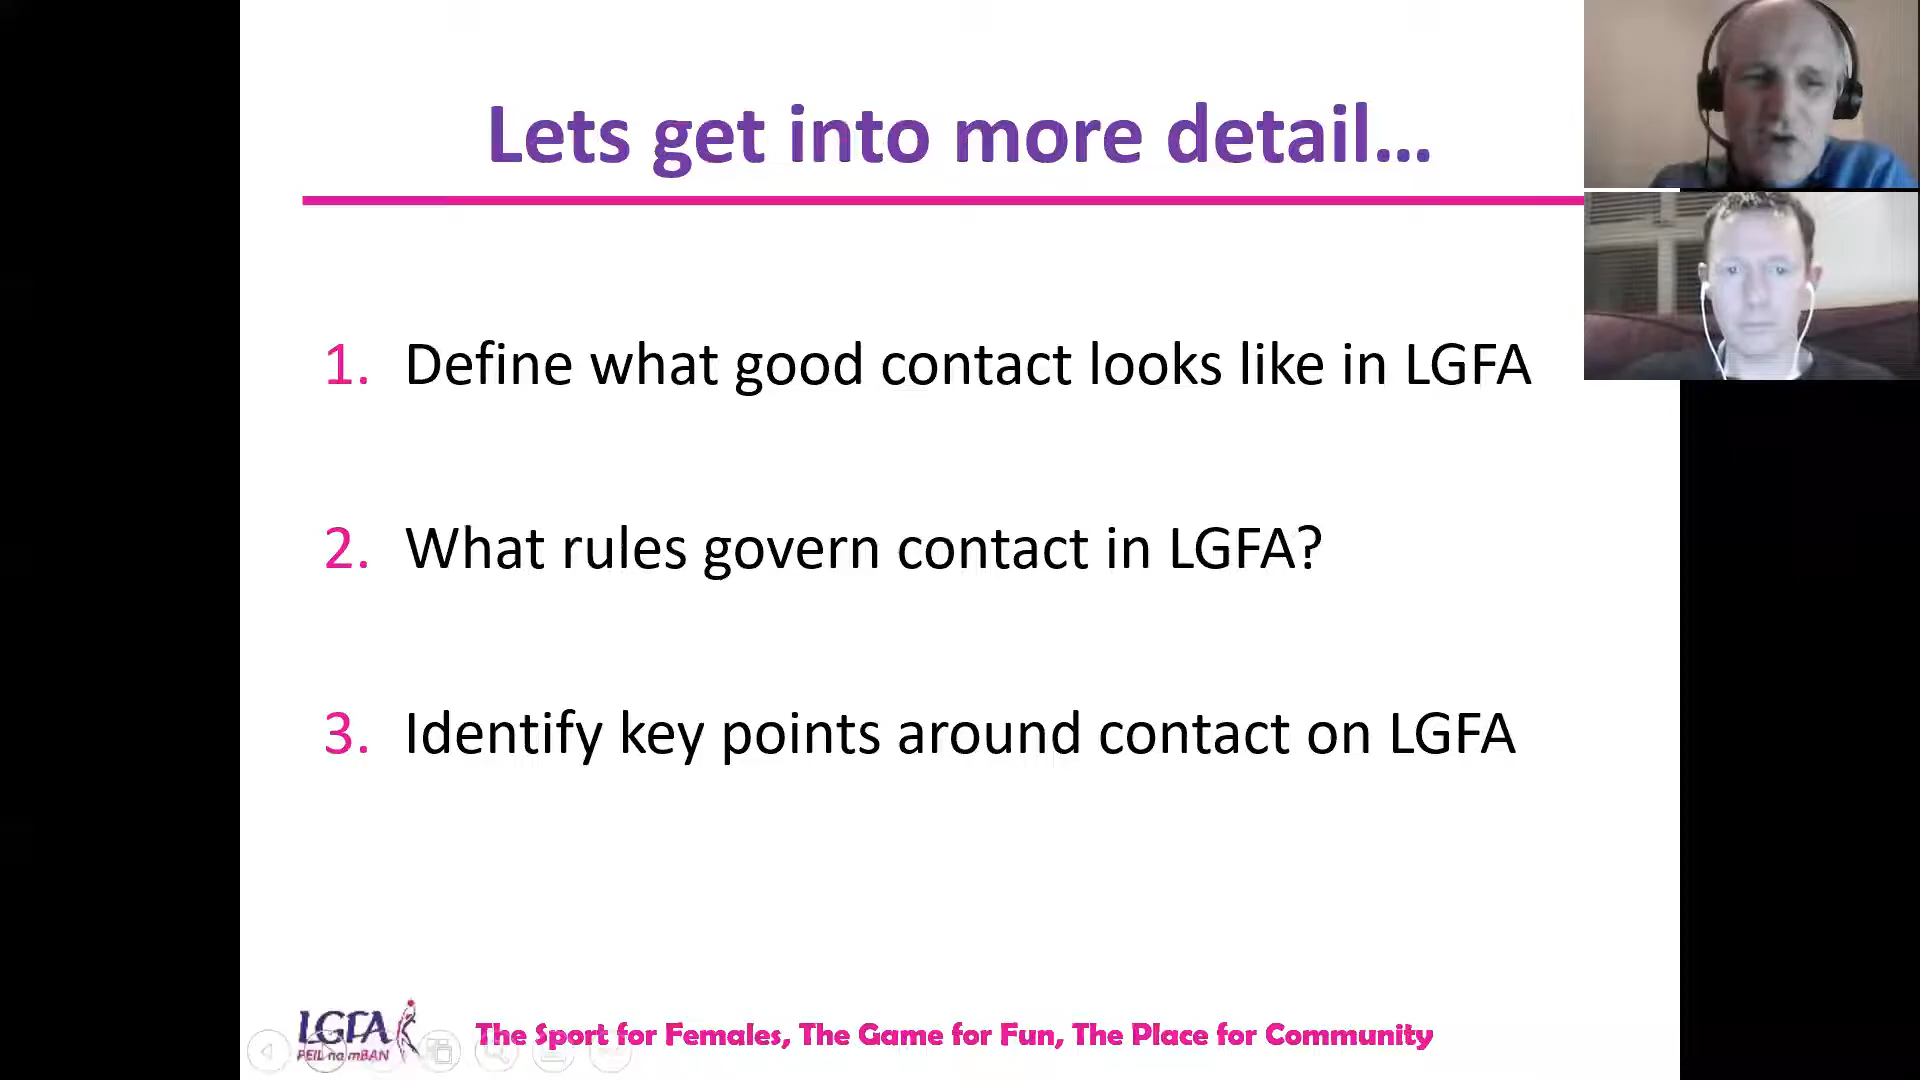 Lets get into more detail...
1. Define what good contact looks like in LGFA
2. What rules govern contact in LGFA?
3. Identify key points around contact on LGFA
LGFA
PEIL na mBAN
The Sport for Females, The Game for Fun, The Place for Community